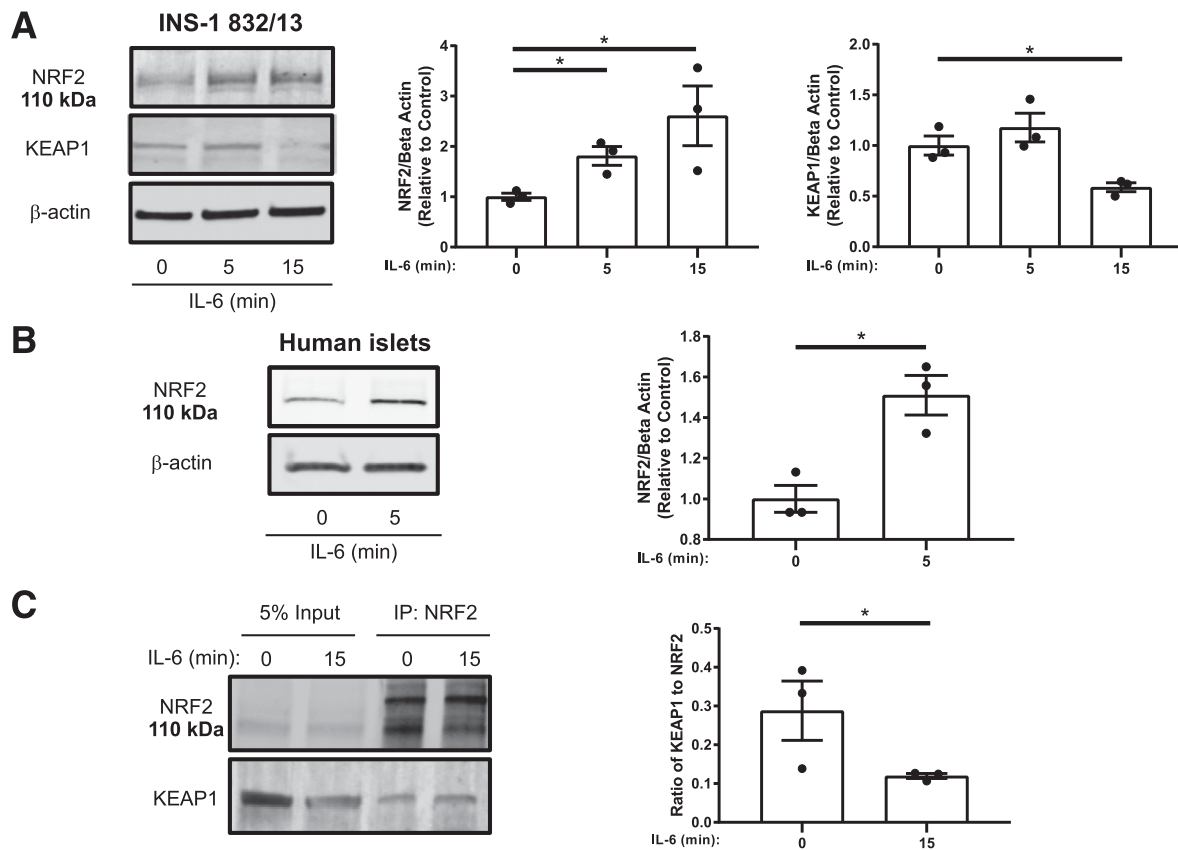 A
INS-1 832/13
NRF2
110 kDa
KEAP1
β-actin
0 5 15
IL-6 (min)
NRF2/Beta Actin
(Relative to Control)
4
3
2
1
0
* *
IL-6 (min): 0 5 15
KEAP1/Beta Actin
(Relative to Control)
2.0
1.5
1.0
0.5
0.0
*
IL-6 (min): 0 5 15
B
Human islets
NRF2
110 kDa
β-actin
0 5
IL-6 (min)
NRF2/Beta Actin
(Relative to Control)
1.8
1.6
1.4
1.2
1.0
0.8
*
IL-6 (min): 0 5
C
5% Input IP: NRF2
IL-6 (min): 0 15 0 15
NRF2
110 kDa
KEAP1
Ratio of KEAP1 to NRF2
0.5
0.4
0.3
0.2
0.1
0.0
*
IL-6 (min): 0 15